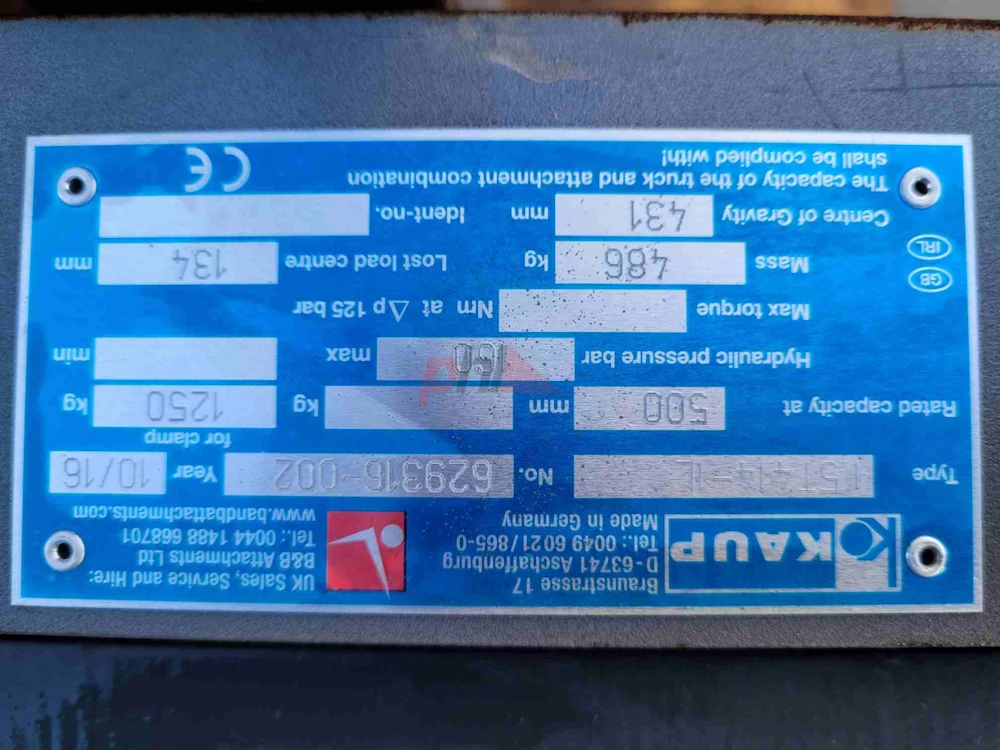 KAUP
Braunstrasse 17
D-63741 Aschaffenburg
Tel.: 0049 6021/865-0
Made in Germany
UK Sales, Service and Hire:
B&B Attachments Ltd
Tel.: 0044 1488 668701
www.bandbattachments.com
Type 1.5T414-1L No. 629316-002 Year 10/16
for clamp
Rated capacity at 500 mm kg 1250 kg
Hydraulic pressure bar 160 max min
Max torque Nm at Δp 125 bar
GB IRL
Mass 486 kg Lost load centre 134 mm
Centre of Gravity 431 mm Ident-no.
The capacity of the truck and attachment combination
shall be complied with!
CE